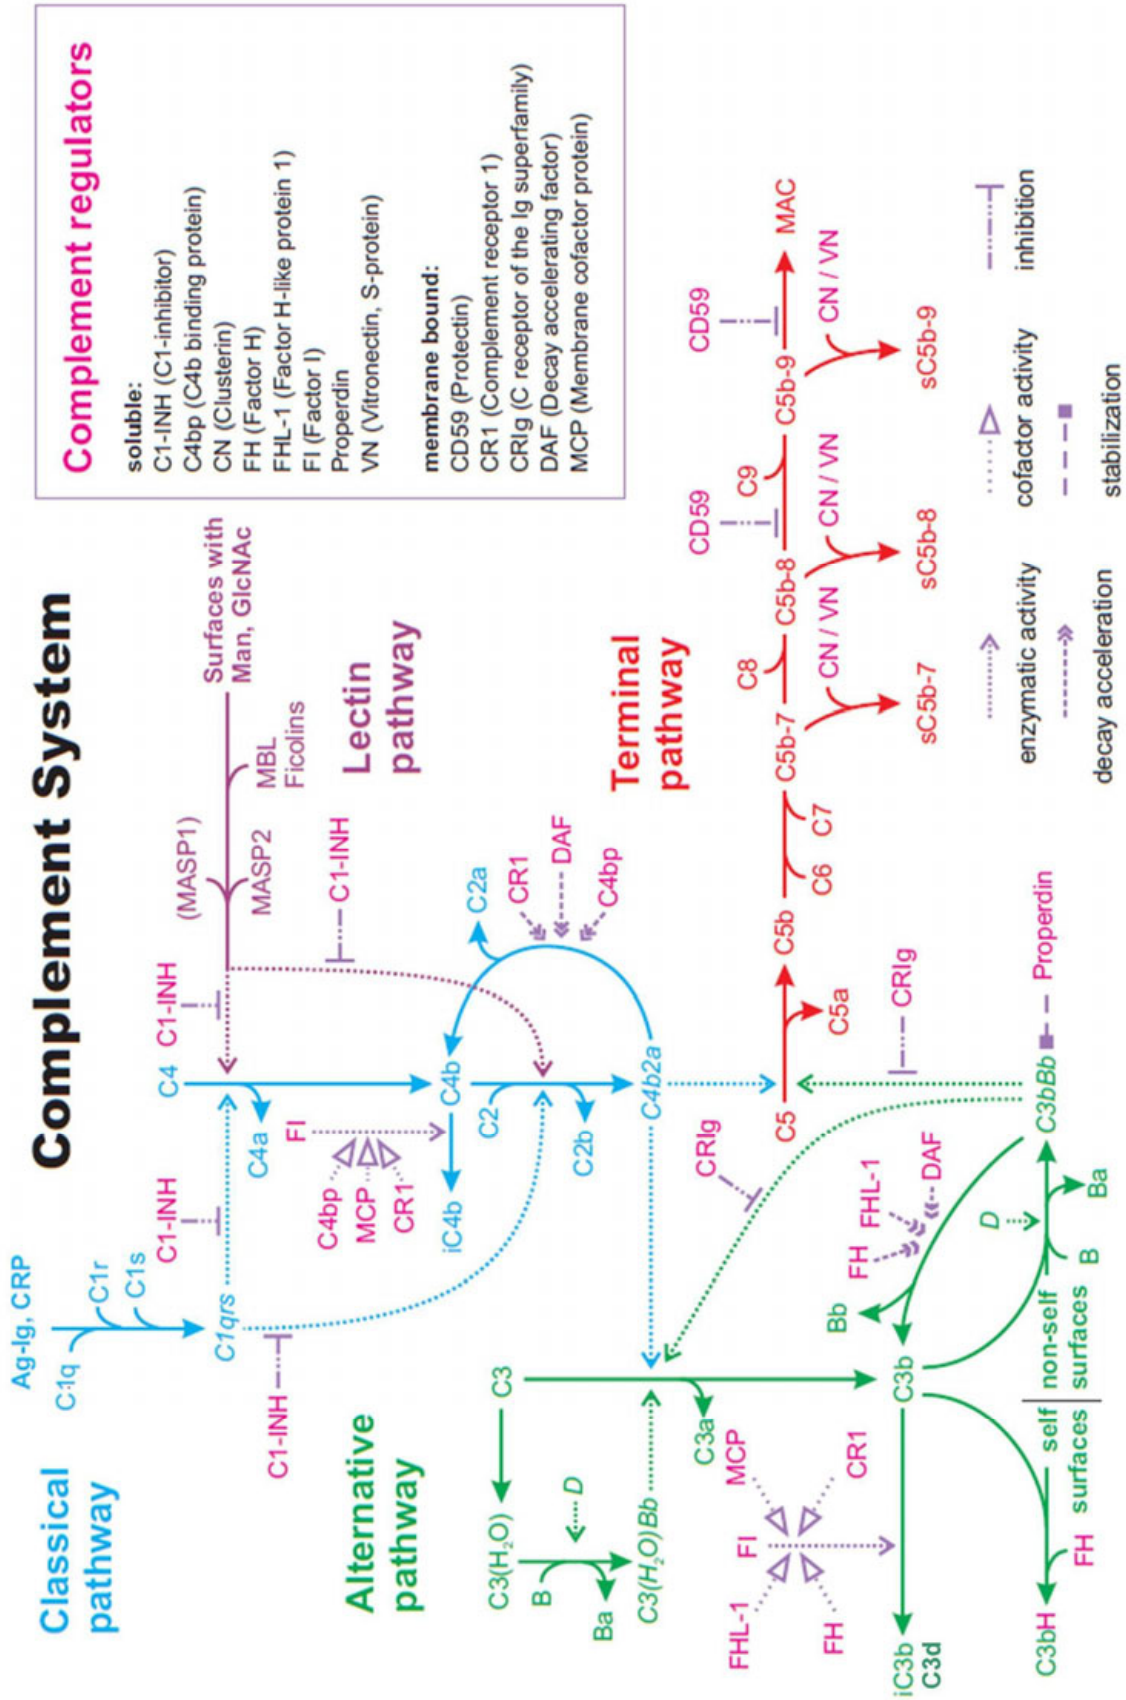 Complement System
Classical
pathway
Ag-Ig, CRP
C1q
C1r
C1s
C1qrs
C1-INH
C1-INH
C1-INH
C4
C4a
FI
C4bp
MCP
CR1
iC4b
C4b
C2
C2b
C4b2a
C2a
CR1
DAF
C4bp
(MASP1)
MASP2
MBL
Ficolins
Surfaces with
Man, GlcNAc
C1-INH
Lectin
pathway
Complement regulators
soluble:
C1-INH (C1-inhibitor)
C4bp (C4b binding protein)
CN (Clusterin)
FH (Factor H)
FHL-1 (Factor H-like protein 1)
FI (Factor I)
Properdin
VN (Vitronectin, S-protein)
membrane bound:
CD59 (Protectin)
CR1 (Complement receptor 1)
CRIg (C receptor of the Ig superfamily)
DAF (Decay accelerating factor)
MCP (Membrane cofactor protein)
Alternative
pathway
C3
C3(H₂O)
B
D
Ba
C3(H₂O)Bb
C3a
MCP
CR1
FI
FHL-1
FH
iC3b
C3d
C3b
Bb
FH
FHL-1
DAF
CRIg
D
B
Ba
C3bBb
Properdin
CRIg
self
surfaces
non-self
surfaces
FH
C3bH
Terminal
pathway
C5
C5a
C5b
C6
C7
C5b-7
C8
C5b-8
C9
C5b-9
MAC
CD59
CD59
CN / VN
CN / VN
CN / VN
sC5b-7
sC5b-8
sC5b-9
enzymatic activity
cofactor activity
inhibition
decay acceleration
stabilization